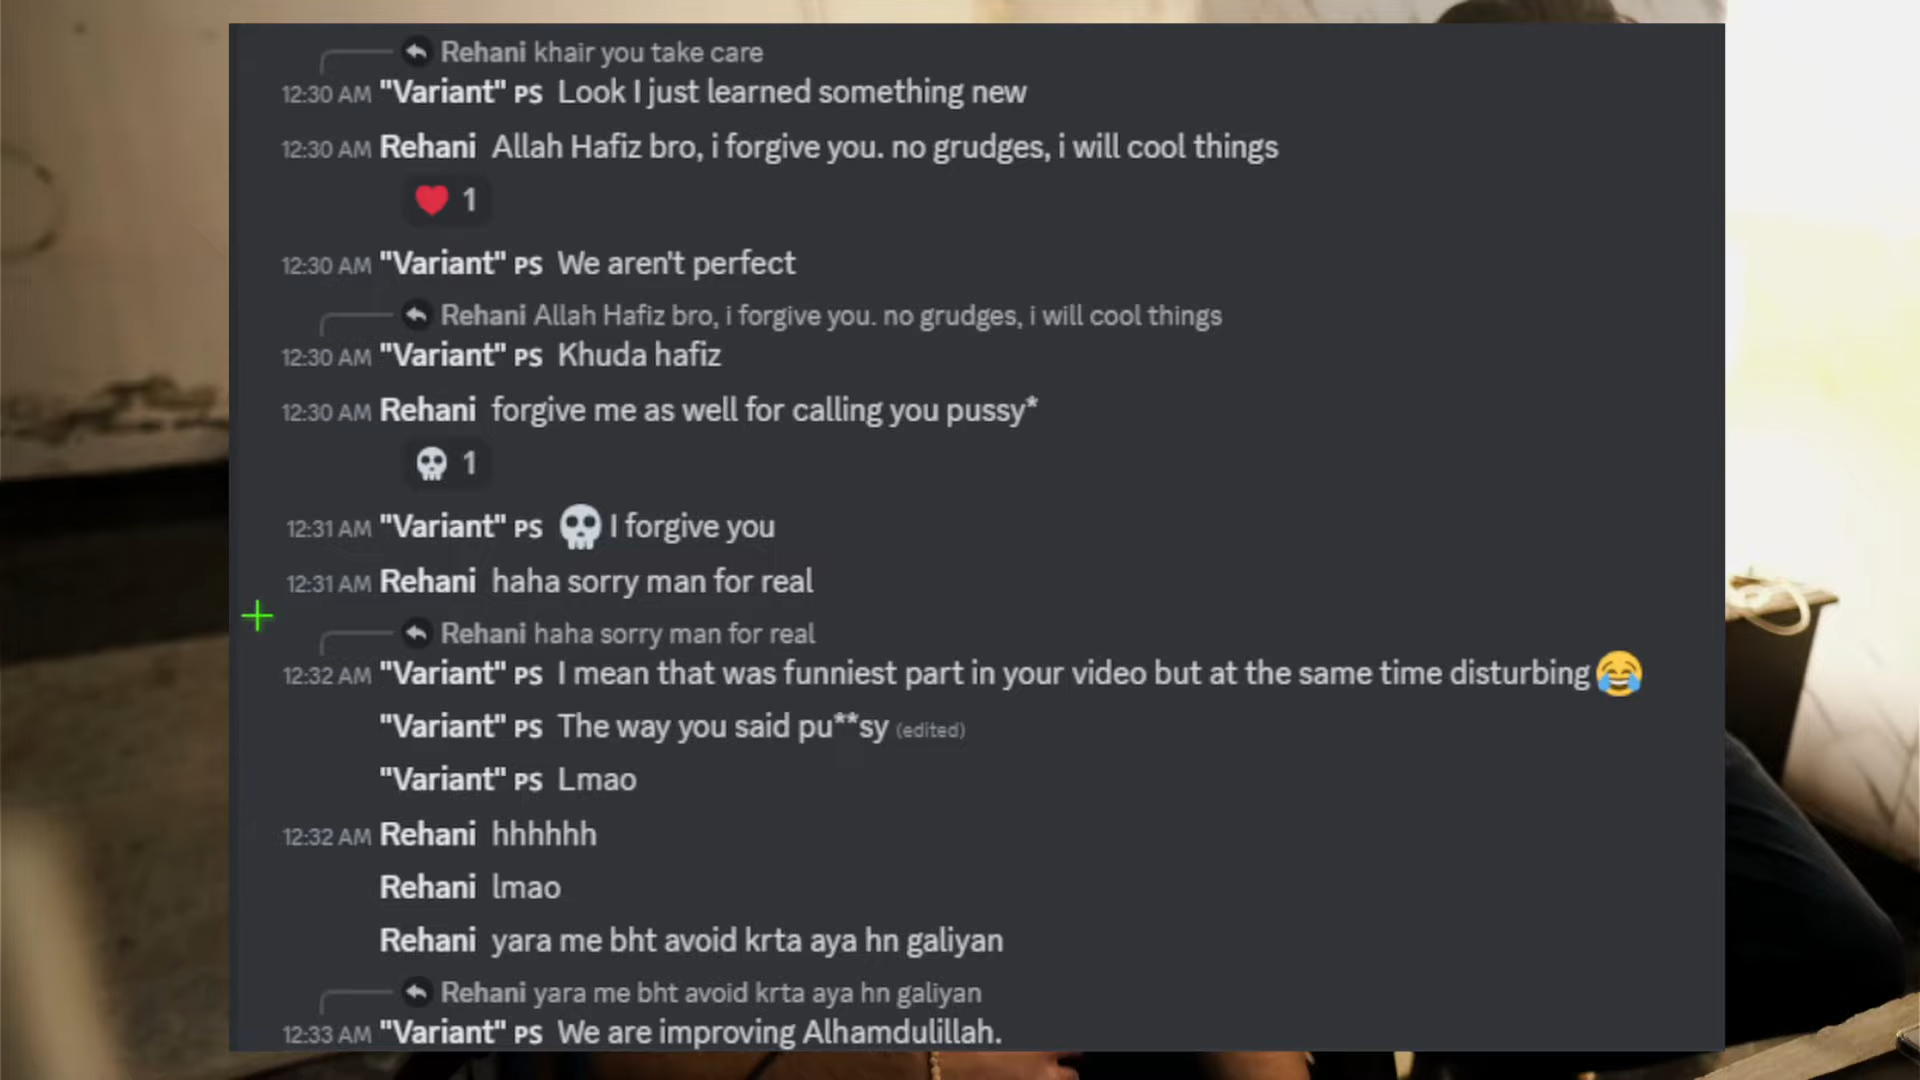 Rehani khair you take care
12:30 AM "Variant" PS Look I just learned something new
12:30 AM Rehani Allah Hafiz bro, i forgive you. no grudges, i will cool things
❤️ 1
12:30 AM "Variant" PS We aren't perfect
Rehani Allah Hafiz bro, i forgive you. no grudges, i will cool things
12:30 AM "Variant" PS Khuda hafiz
12:30 AM Rehani forgive me as well for calling you pussy*
💀 1
12:31 AM "Variant" PS 💀 I forgive you
12:31 AM Rehani haha sorry man for real
Rehani haha sorry man for real
12:32 AM "Variant" PS I mean that was funniest part in your video but at the same time disturbing 😂
"Variant" PS The way you said pu**sy (edited)
"Variant" PS Lmao
12:32 AM Rehani hhhhhh
Rehani lmao
Rehani yara me bht avoid krta aya hn galiyan
Rehani yara me bht avoid krta aya hn galiyan
12:33 AM "Variant" PS We are improving Alhamdulillah.